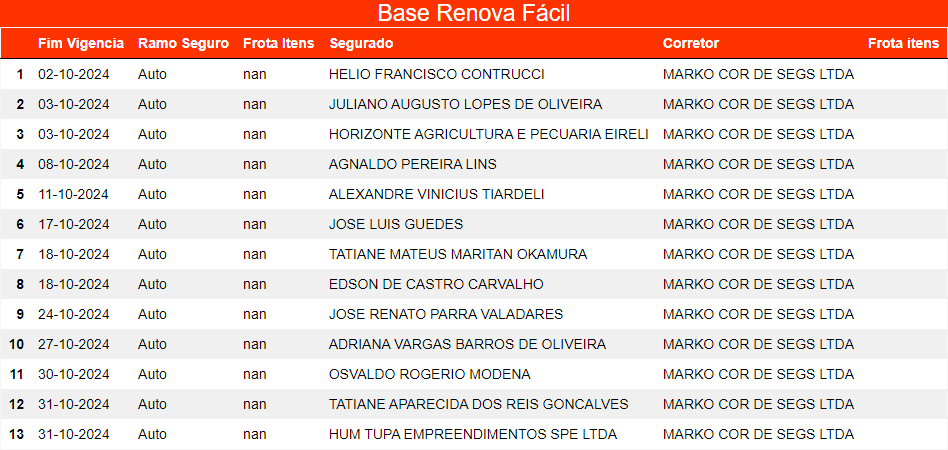 Base Renova Fácil
Fim Vigencia Ramo Seguro Frota Itens Segurado Corretor Frota itens
1 02-10-2024 Auto nan HELIO FRANCISCO CONTRUCCI MARKO COR DE SEGS LTDA
2 03-10-2024 Auto nan JULIANO AUGUSTO LOPES DE OLIVEIRA MARKO COR DE SEGS LTDA
3 03-10-2024 Auto nan HORIZONTE AGRICULTURA E PECUARIA EIRELI MARKO COR DE SEGS LTDA
4 08-10-2024 Auto nan AGNALDO PEREIRA LINS MARKO COR DE SEGS LTDA
5 11-10-2024 Auto nan ALEXANDRE VINICIUS TIARDELI MARKO COR DE SEGS LTDA
6 17-10-2024 Auto nan JOSE LUIS GUEDES MARKO COR DE SEGS LTDA
7 18-10-2024 Auto nan TATIANE MATEUS MARITAN OKAMURA MARKO COR DE SEGS LTDA
8 18-10-2024 Auto nan EDSON DE CASTRO CARVALHO MARKO COR DE SEGS LTDA
9 24-10-2024 Auto nan JOSE RENATO PARRA VALADARES MARKO COR DE SEGS LTDA
10 27-10-2024 Auto nan ADRIANA VARGAS BARROS DE OLIVEIRA MARKO COR DE SEGS LTDA
11 30-10-2024 Auto nan OSVALDO ROGERIO MODENA MARKO COR DE SEGS LTDA
12 31-10-2024 Auto nan TATIANE APARECIDA DOS REIS GONCALVES MARKO COR DE SEGS LTDA
13 31-10-2024 Auto nan HUM TUPA EMPREENDIMENTOS SPE LTDA MARKO COR DE SEGS LTDA